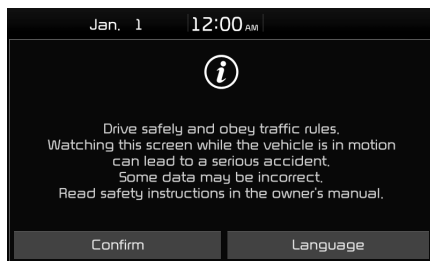 Jan. 1 12:00 AM
i
Drive safely and obey traffic rules.
Watching this screen while the vehicle is in motion
can lead to a serious accident.
Some data may be incorrect.
Read safety instructions in the owner's manual.
Confirm Language